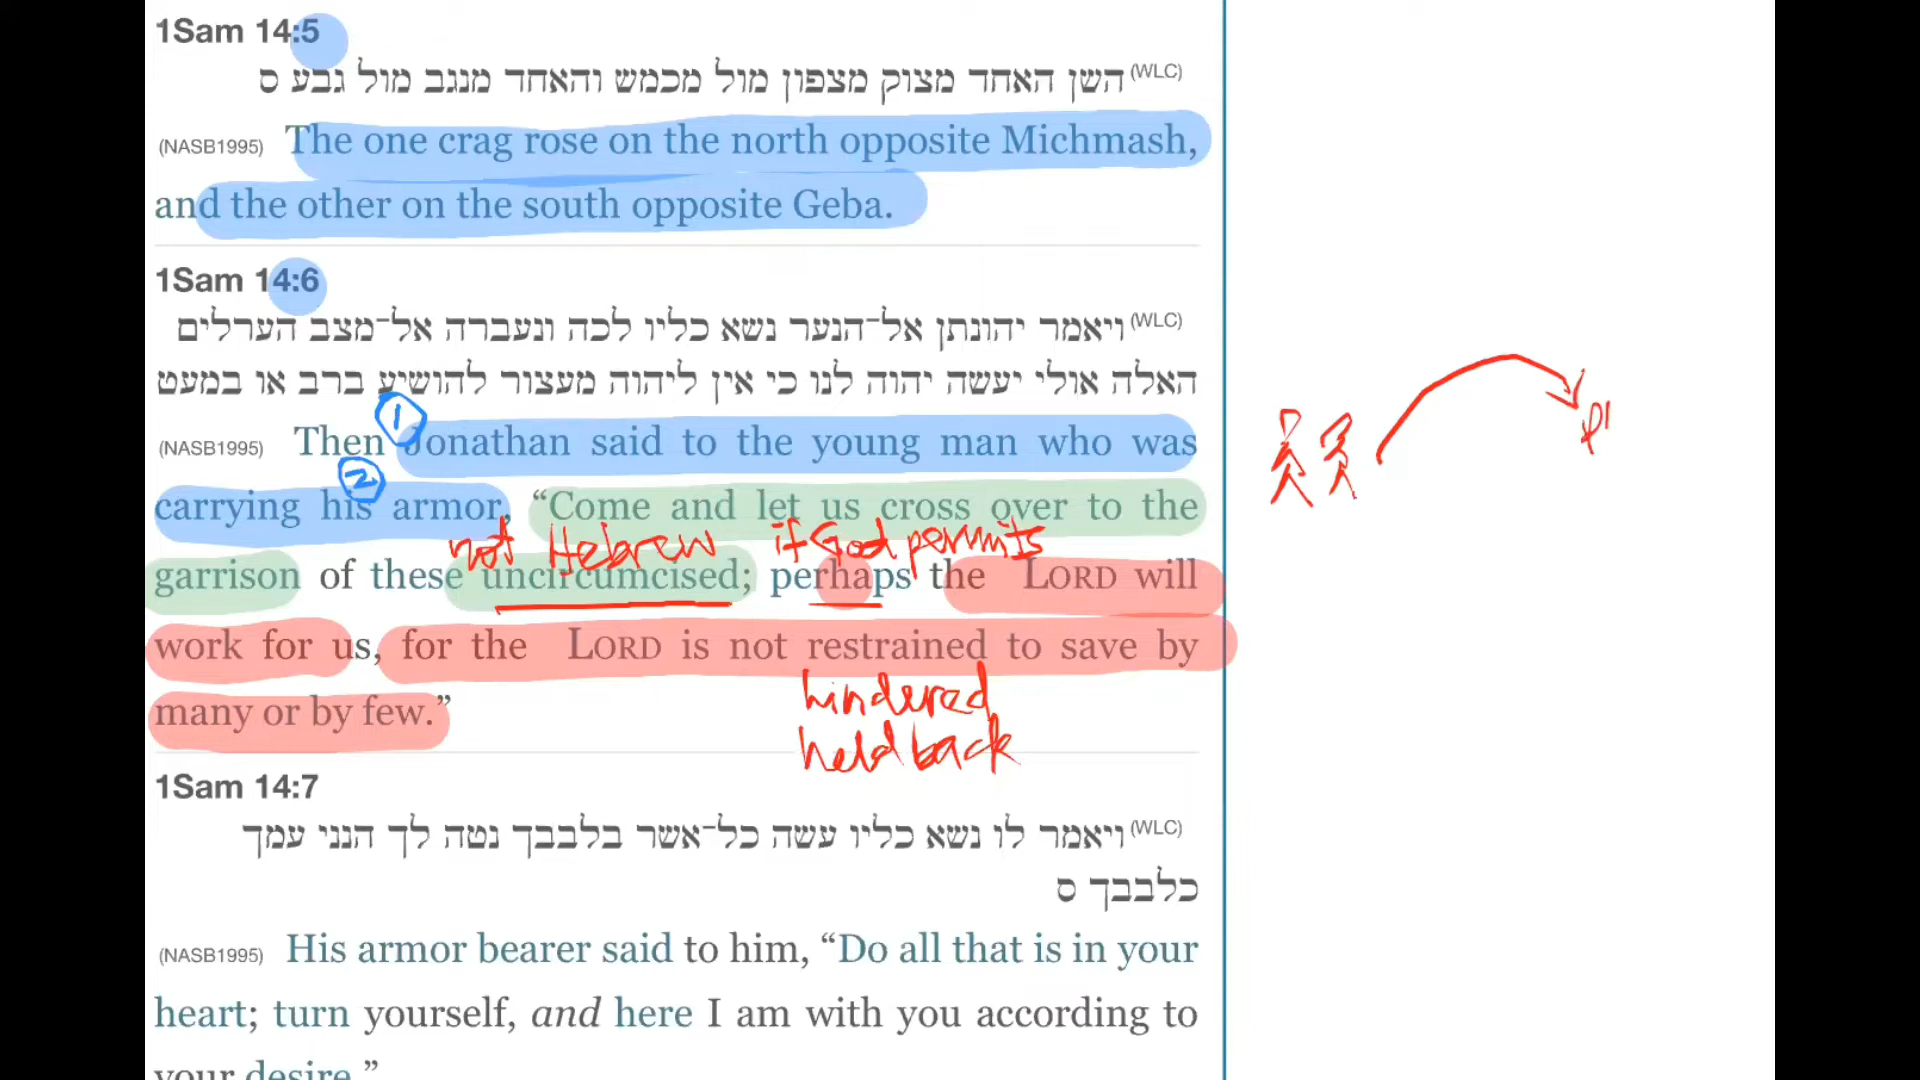 1Sam 14:5
השן האחד מצוק מצפון מול מכמש והאחד מנגב מול גבע ס (WLC)
(NASB1995) The one crag rose on the north opposite Michmash,
and the other on the south opposite Geba.
1Sam 14:6
ויאמר יהונתן אל־הנער נשא כליו לכה ונעברה אל־מצב הערלים (WLC)
האלה אולי יעשה יהוה לנו כי אין ליהוה מעצור להושיע ברב או במעט
1
(NASB1995) Then Jonathan said to the young man who was
2
carrying his armor, “Come and let us cross over to the
not Hebrew if God permits
garrison of these uncircumcised; perhaps the LORD will
work for us, for the LORD is not restrained to save by
hindered
many or by few.”
held back
1Sam 14:7
ויאמר לו נשא כליו עשה כל־אשר בלבבך נטה לך הנני עמך (WLC)
כלבבך ס
(NASB1995) His armor bearer said to him, “Do all that is in your
heart; turn yourself, and here I am with you according to
your desire.”